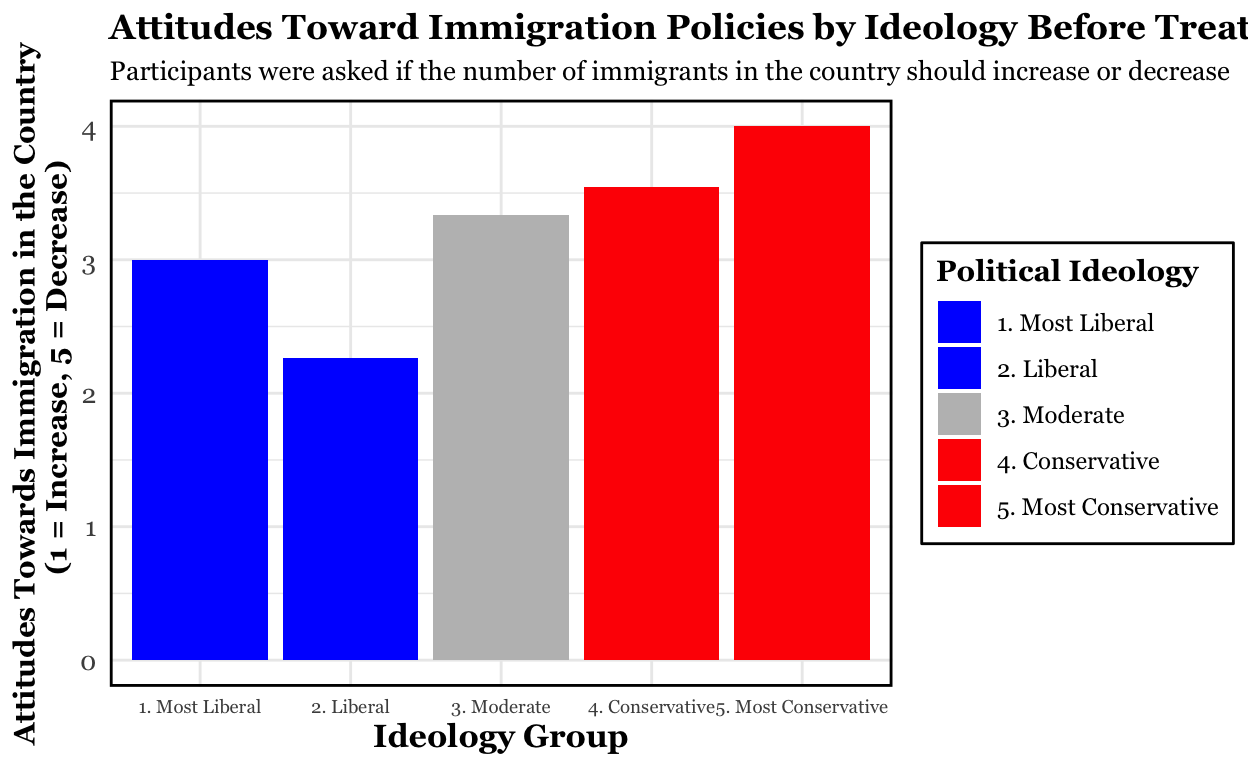 Attitudes Toward Immigration Policies by Ideology Before Treat
Participants were asked if the number of immigrants in the country should increase or decrease
Attitudes Towards Immigration in the Country
(1 = Increase, 5 = Decrease)
4
3
2
1
0
1. Most Liberal
2. Liberal
3. Moderate
4. Conservative
5. Most Conservative
Ideology Group
Political Ideology
1. Most Liberal
2. Liberal
3. Moderate
4. Conservative
5. Most Conservative